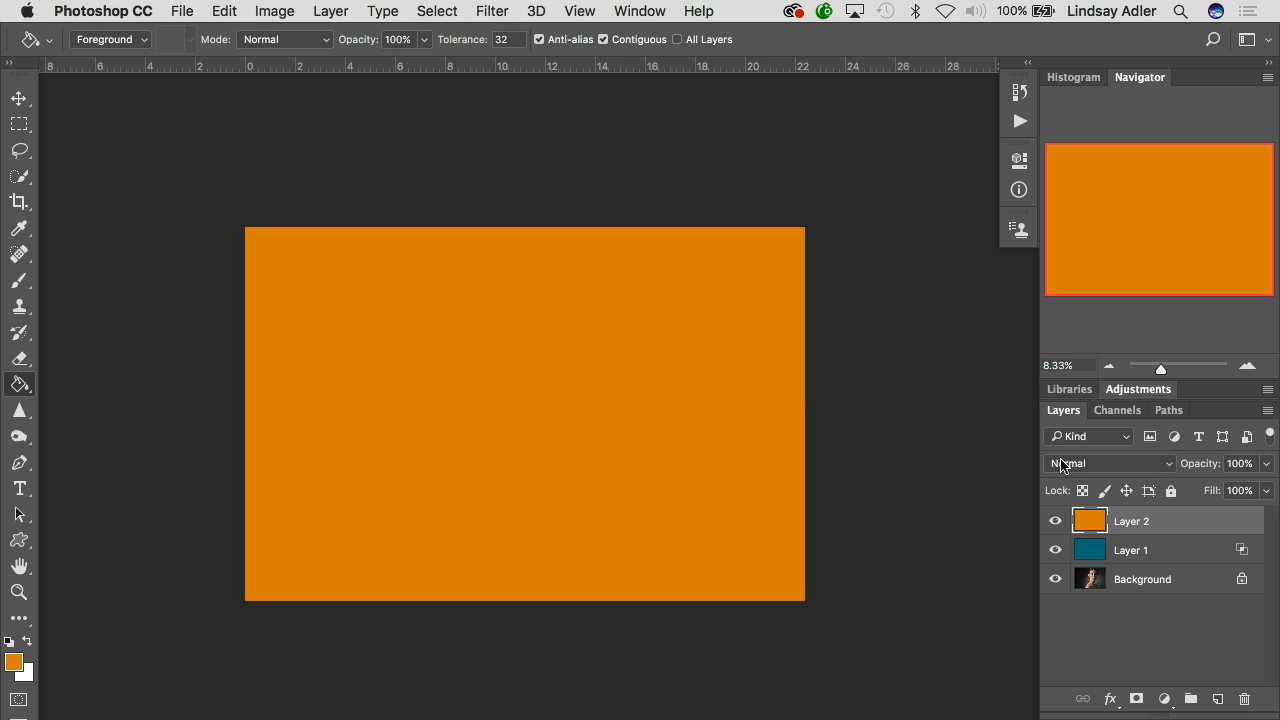 Photoshop CC File Edit Image Layer Type Select Filter 3D View Window Help 100% Lindsay Adler
Foreground Mode: Normal Opacity: 100% Tolerance: 32 Anti-alias Contiguous All Layers
8 6 4 2 0 2 4 6 8 10 12 14 16 18 20 22 24 26 28
Histogram Navigator
8.33%
Libraries Adjustments
Layers Channels Paths
Kind
Normal Opacity: 100%
Lock: Fill: 100%
Layer 2
Layer 1
Background